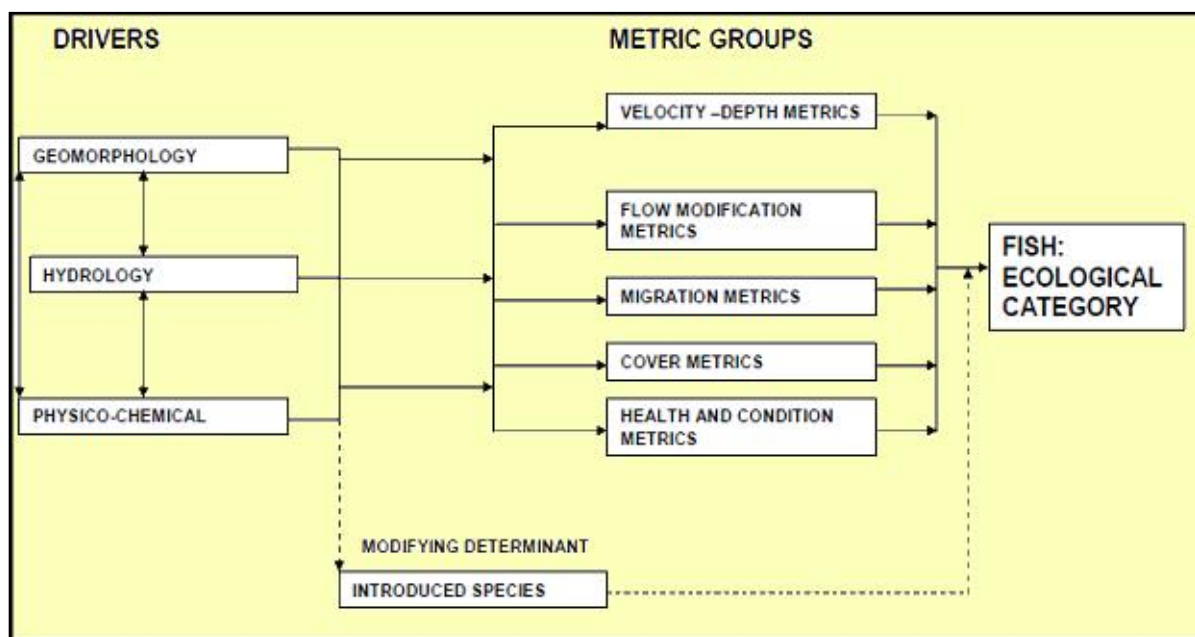 DRIVERS
METRIC GROUPS
VELOCITY –DEPTH METRICS
GEOMORPHOLOGY
FLOW MODIFICATION
METRICS
HYDROLOGY
FISH:
ECOLOGICAL
CATEGORY
MIGRATION METRICS
COVER METRICS
PHYSICO-CHEMICAL
HEALTH AND CONDITION
METRICS
MODIFYING DETERMINANT
INTRODUCED SPECIES